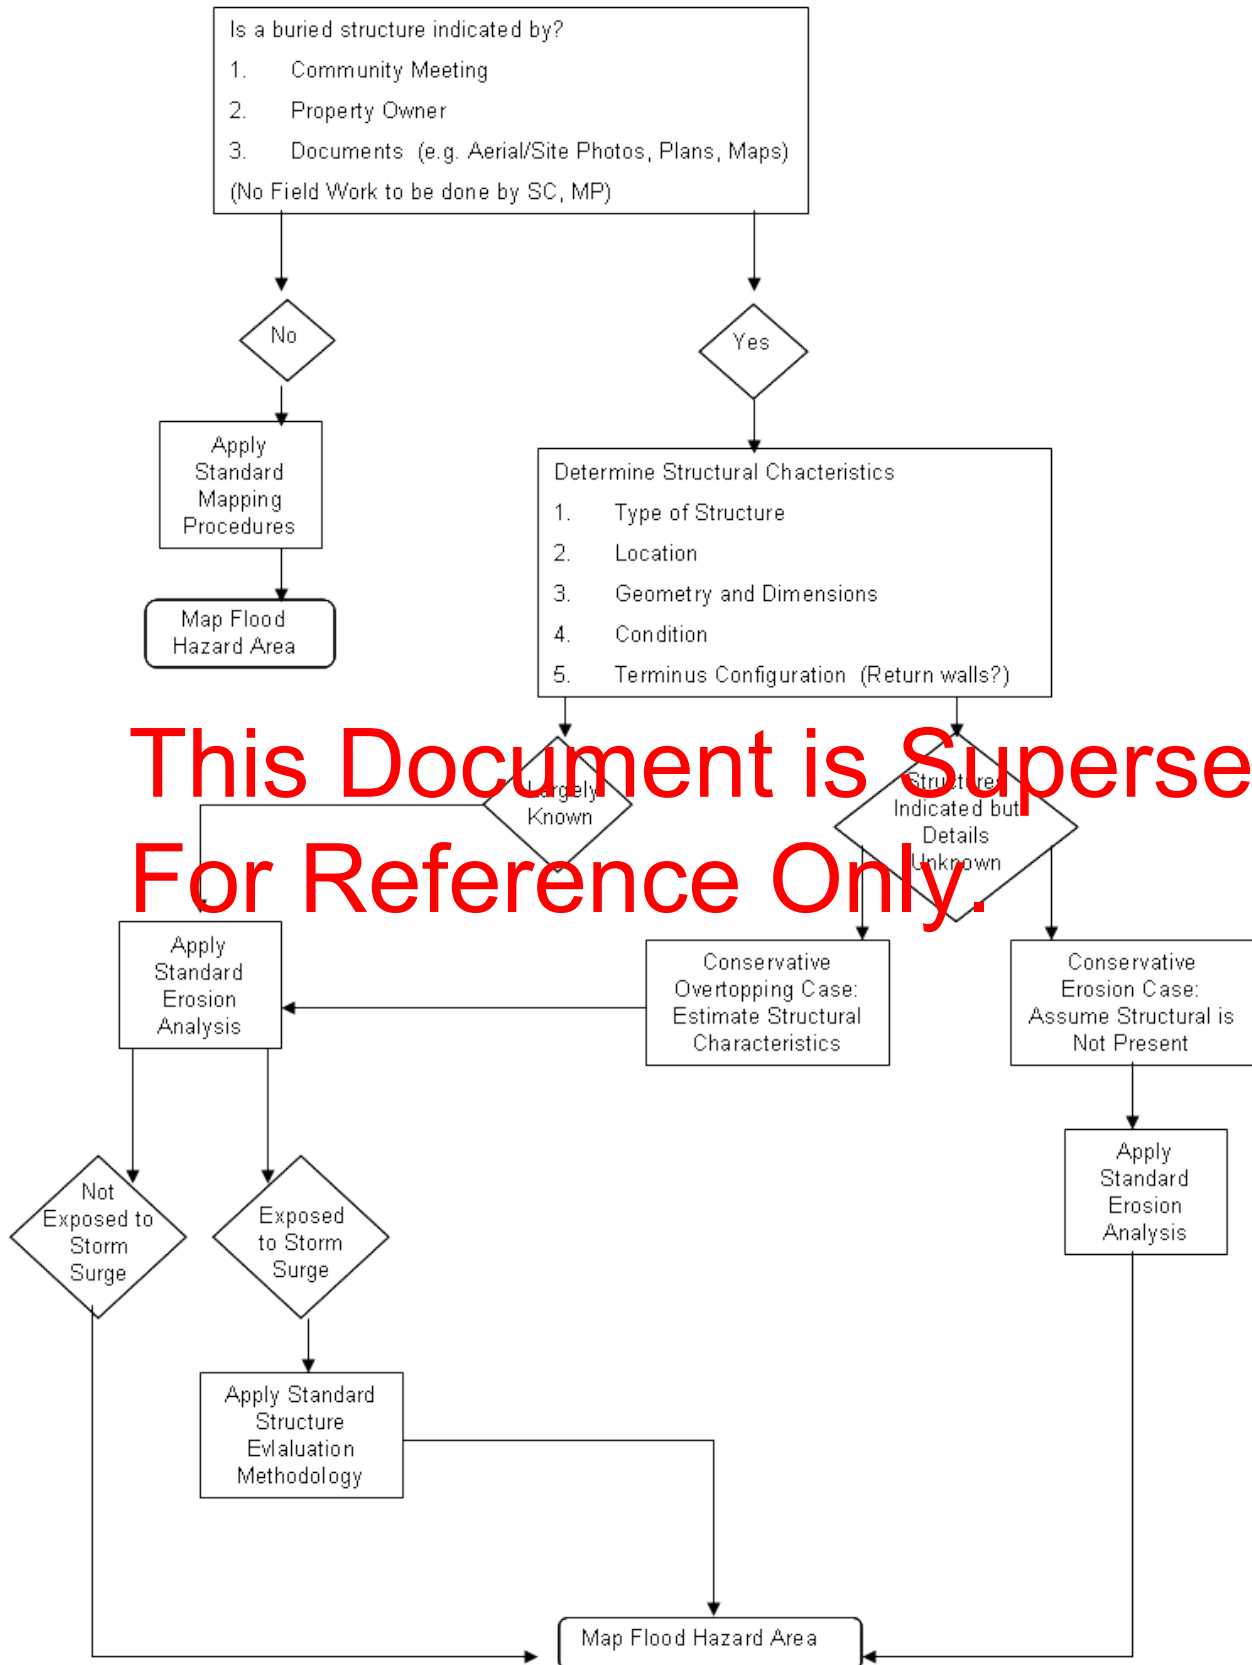 Is a buried structure indicated by?
1. Community Meeting
2. Property Owner
3. Documents (e.g. Aerial/Site Photos, Plans, Maps)
(No Field Work to be done by SC, MP)
No
Yes
Apply
Standard
Mapping
Procedures
Map Flood
Hazard Area
Determine Structural Chacteristics
1. Type of Structure
2. Location
3. Geometry and Dimensions
4. Condition
5. Terminus Configuration (Return walls?)
This Document is Superse
For Reference Only.
Largely
Known
Structures
Indicated but
Details
Unknown
Apply
Standard
Erosion
Analysis
Conservative
Overtopping Case:
Estimate Structural
Characteristics
Conservative
Erosion Case:
Assume Structural is
Not Present
Not
Exposed to
Storm
Surge
Exposed
to Storm
Surge
Apply
Standard
Erosion
Analysis
Apply Standard
Structure
Evlaluation
Methodology
Map Flood Hazard Area